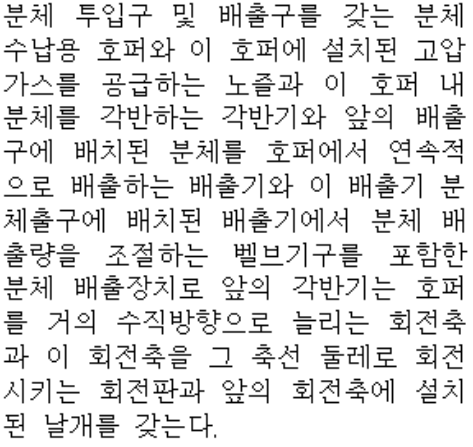 분체 투입구 및 배출구를 갖는 분체
수납용 호퍼와 이 호퍼에 설치된 고압
가스를 공급하는 노즐과 이 호퍼 내
분체를 각반하는 각반기와 앞의 배출
구에 배치된 분체를 호퍼에서 연속적
으로 배출하는 배출기와 이 배출기 분
체출구에 배치된 배출기에서 분체 배
출량을 조절하는 벨브기구를 포함한
분체 배출장치로 앞의 각반기는 호퍼
를 거의 수직방향으로 늘리는 회전축
과 이 회전축을 그 축선 둘레로 회전
시키는 회전판과 앞의 회전축에 설치
된 날개를 갖는다.